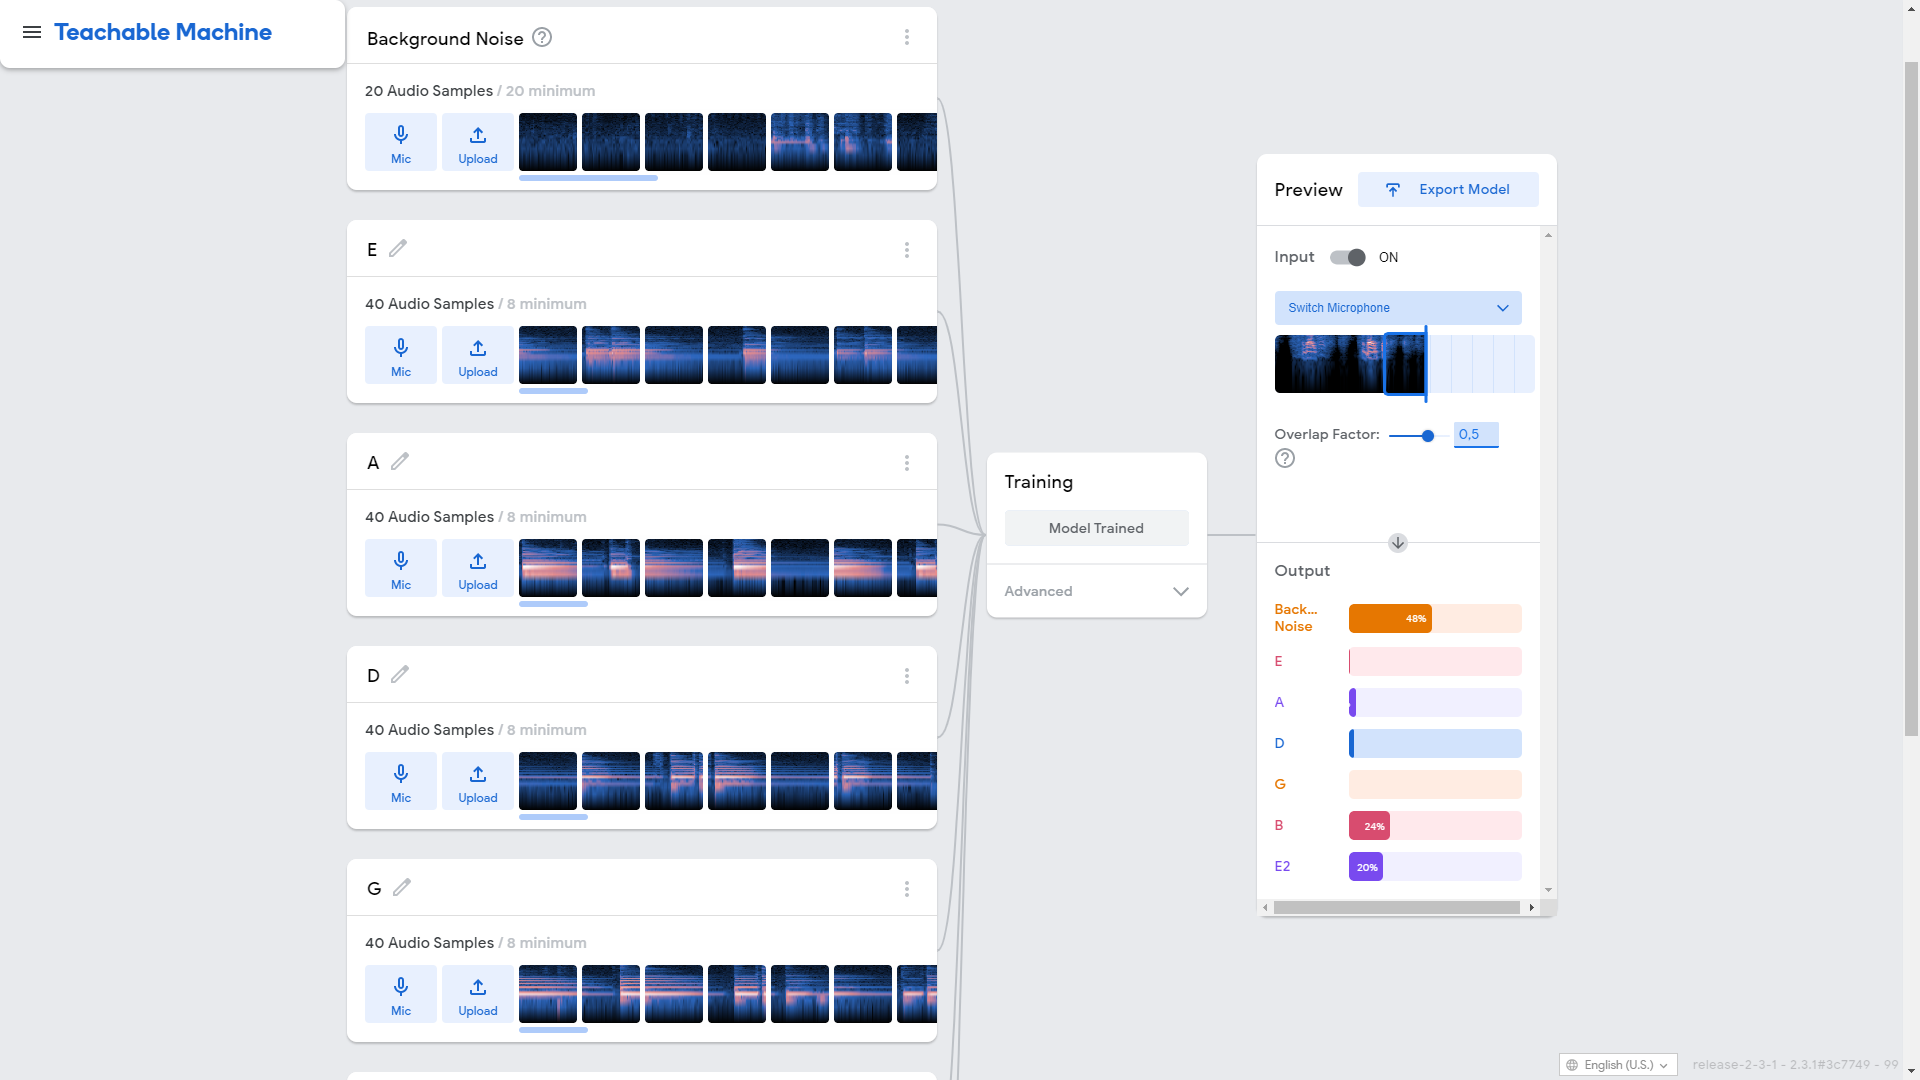 Teachable Machine
Background Noise
20 Audio Samples / 20 minimum
Mic
Upload
E
40 Audio Samples / 8 minimum
Mic
Upload
A
40 Audio Samples / 8 minimum
Mic
Upload
D
40 Audio Samples / 8 minimum
Mic
Upload
G
40 Audio Samples / 8 minimum
Mic
Upload
Training
Model Trained
Advanced
Preview
Export Model
Input
ON
Switch Microphone
Overlap Factor:
0,5
Output
Back...
Noise
48%
E
A
D
G
B
24%
E2
20%
English (U.S.)
release-2-3-1 - 2.3.1#3c7749 - 99